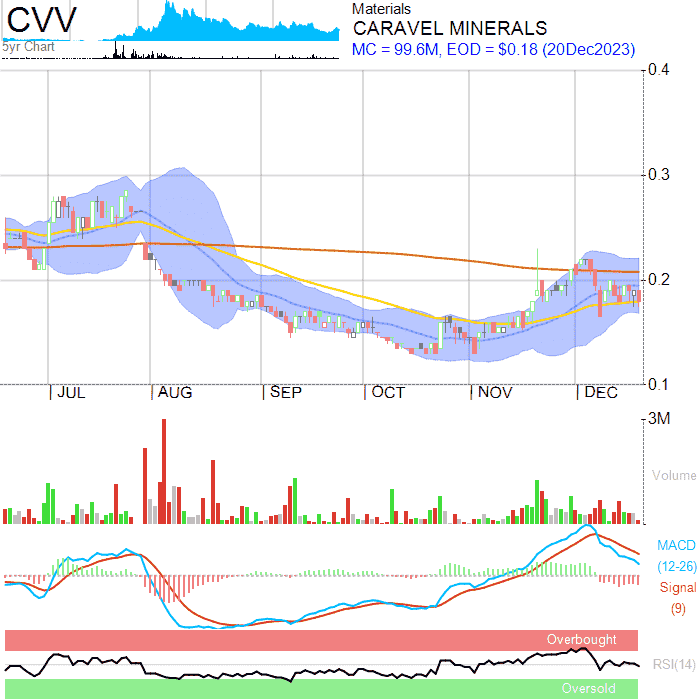 CVV
5yr Chart
Materials
CARAVEL MINERALS
MC = 99.6M, EOD = $0.18 (20Dec2023)
0.4
0.3
0.2
0.1
JUL AUG SEP OCT NOV DEC
3M
Volume
MACD
(12-26)
Signal
(9)
Overbought
RSI(14)
Oversold